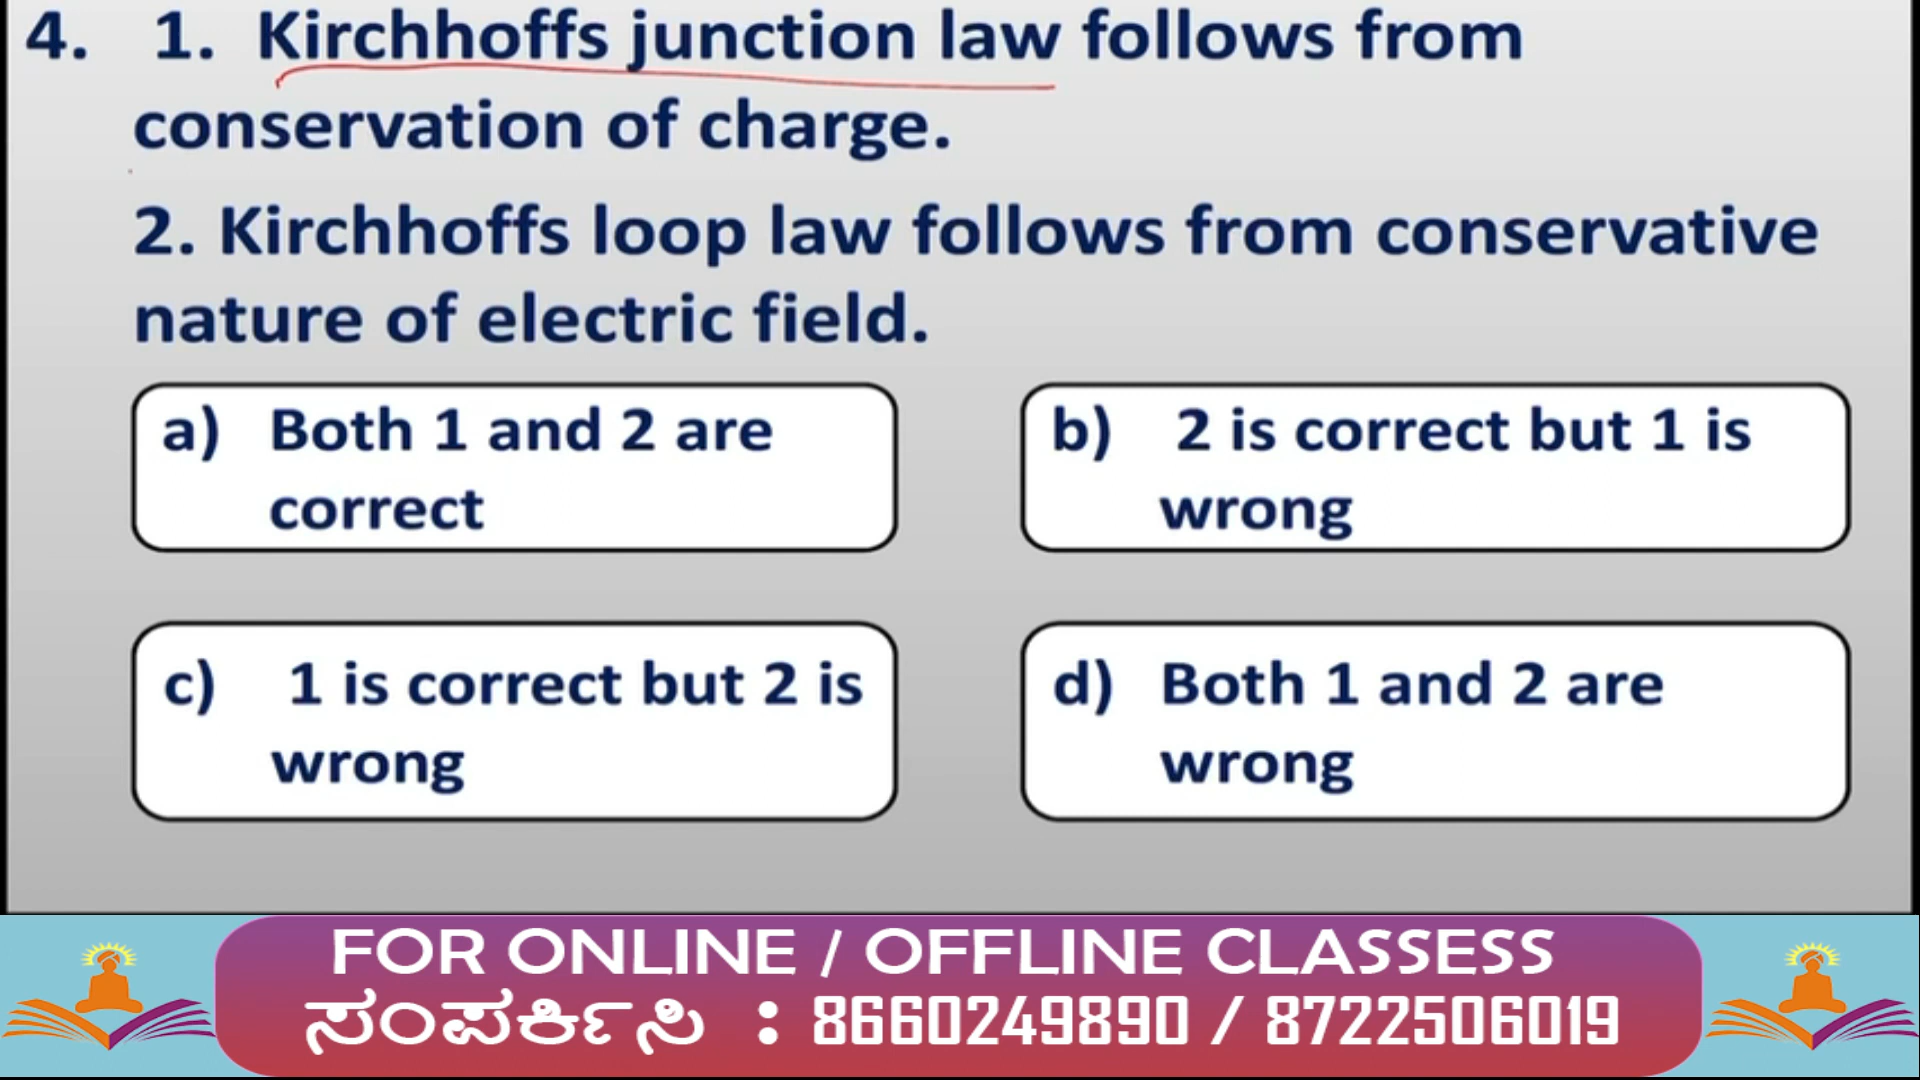 4. 1. Kirchhoffs junction law follows from
conservation of charge.
2. Kirchhoffs loop law follows from conservative
nature of electric field.
a) Both 1 and 2 are
correct
b) 2 is correct but 1 is
wrong
c) 1 is correct but 2 is
wrong
d) Both 1 and 2 are
wrong
FOR ONLINE / OFFLINE CLASSESS
ಸಂಪರ್ಕಿಸಿ : 8660249890 / 8722506019